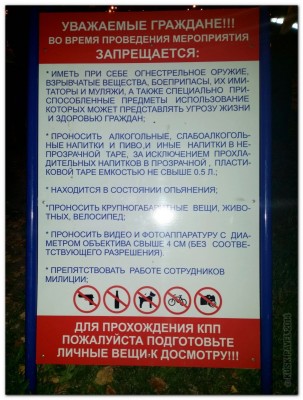 УВАЖАЕМЫЕ ГРАЖДАНЕ!!!
ВО ВРЕМЯ ПРОВЕДЕНИЯ МЕРОПРИЯТИЯ
ЗАПРЕЩАЕТСЯ:
* ИМЕТЬ ПРИ СЕБЕ ОГНЕСТРЕЛЬНОЕ ОРУЖИЕ,
ВЗРЫВЧАТЫЕ ВЕЩЕСТВА, БОЕПРИПАСЫ, ИХ ИМИ-
ТАТОРЫ И МУЛЯЖИ, А ТАКЖЕ СПЕЦИАЛЬНО ПРИ-
СПОСОБЛЕННЫЕ ПРЕДМЕТЫ ИСПОЛЬЗОВАНИЕ
КОТОРЫХ МОЖЕТ ПРЕДСТАВЛЯТЬ УГРОЗУ ЖИЗНИ
И ЗДОРОВЬЮ ГРАЖДАН;
* ПРОНОСИТЬ АЛКОГОЛЬНЫЕ, СЛАБОАЛКОГОЛЬ-
НЫЕ НАПИТКИ И ПИВО,И ИНЫЕ НАПИТКИ В НЕ-
ПРОЗРАЧНОЙ ТАРЕ, ЗА ИСКЛЮЧЕНИЕМ ПРОХЛА-
ДИТЕЛЬНЫХ НАПИТКОВ В ПРОЗРАЧНОЙ , ПЛАСТИ-
КОВОЙ ТАРЕ ЕМКОСТЬЮ НЕ СВЫШЕ 0.5 Л.;
* НАХОДИТСЯ В СОСТОЯНИИ ОПЬЯНЕНИЯ;
* ПРОНОСИТЬ КРУПНОГАБАРИТНЫЕ ВЕЩИ, ЖИВО-
ТНЫХ, ВЕЛОСИПЕД;
* ПРОНОСИТЬ ВИДЕО И ФОТОАППАРАТУРУ С ДИА-
МЕТРОМ ОБЪЕКТИВА СВЫШЕ 4 СМ (БЕЗ СООТВЕ-
ТСТВУЮЩЕГО РАЗРЕШЕНИЯ).
* ПРЕПЯТСТВОВАТЬ РАБОТЕ СОТРУДНИКОВ
МИЛИЦИИ;
ДЛЯ ПРОХОЖДЕНИЯ КПП
ПОЖАЛУЙСТА ПОДГОТОВЬТЕ
ЛИЧНЫЕ ВЕЩИ-К ДОСМОТРУ!!!